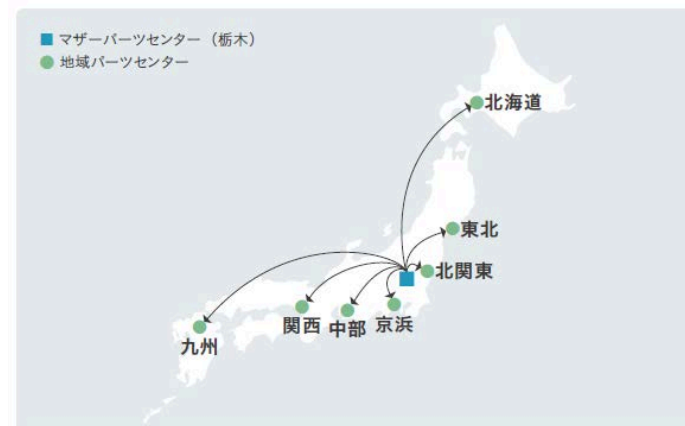 マザーパーツセンター（栃木）
地域パーツセンター
北海道
東北
北関東
関西
中部
京浜
九州